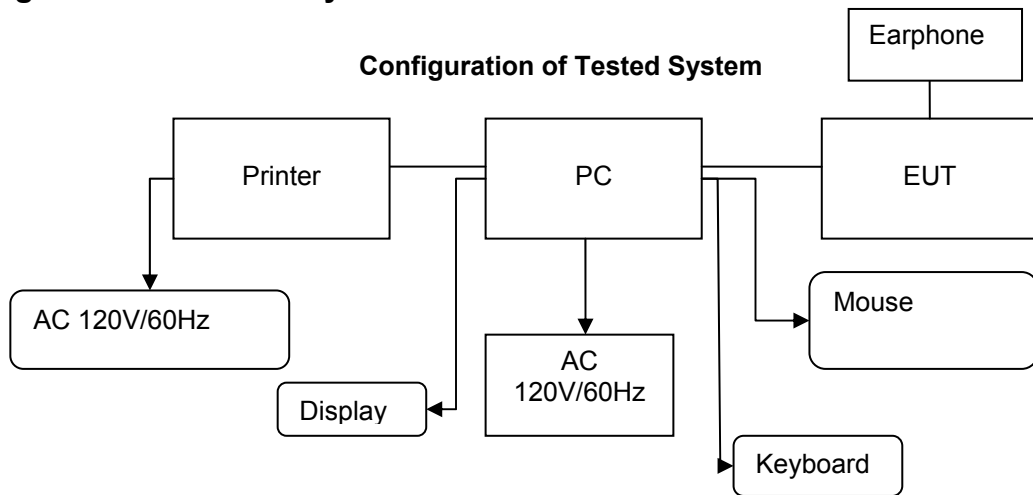 Earphone
Configuration of Tested System
Printer
PC
EUT
AC 120V/60Hz
Mouse
AC
120V/60Hz
Display
Keyboard